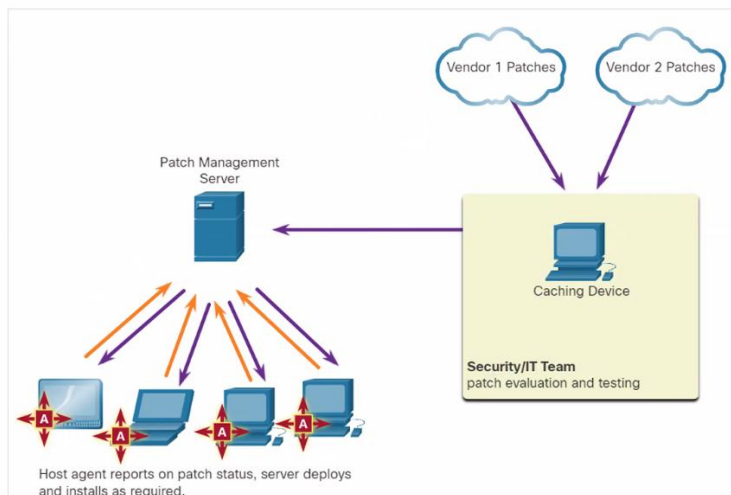 Vendor 1 Patches
Vendor 2 Patches
Patch Management
Server
Caching Device
Security/IT Team
patch evaluation and testing
A
A
A
A
Host agent reports on patch status, server deploys
and installs as required.